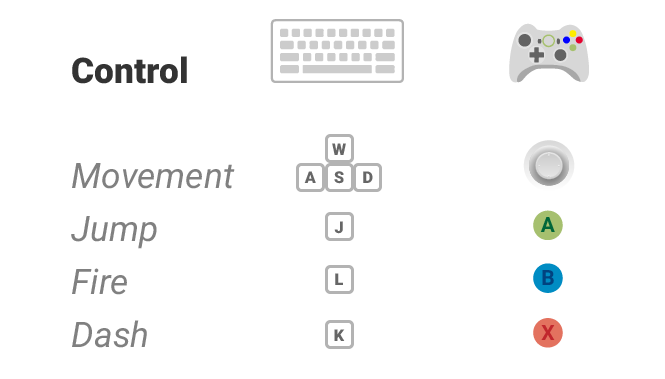 Control
W
Movement A S D
Jump J A
Fire L B
Dash K X